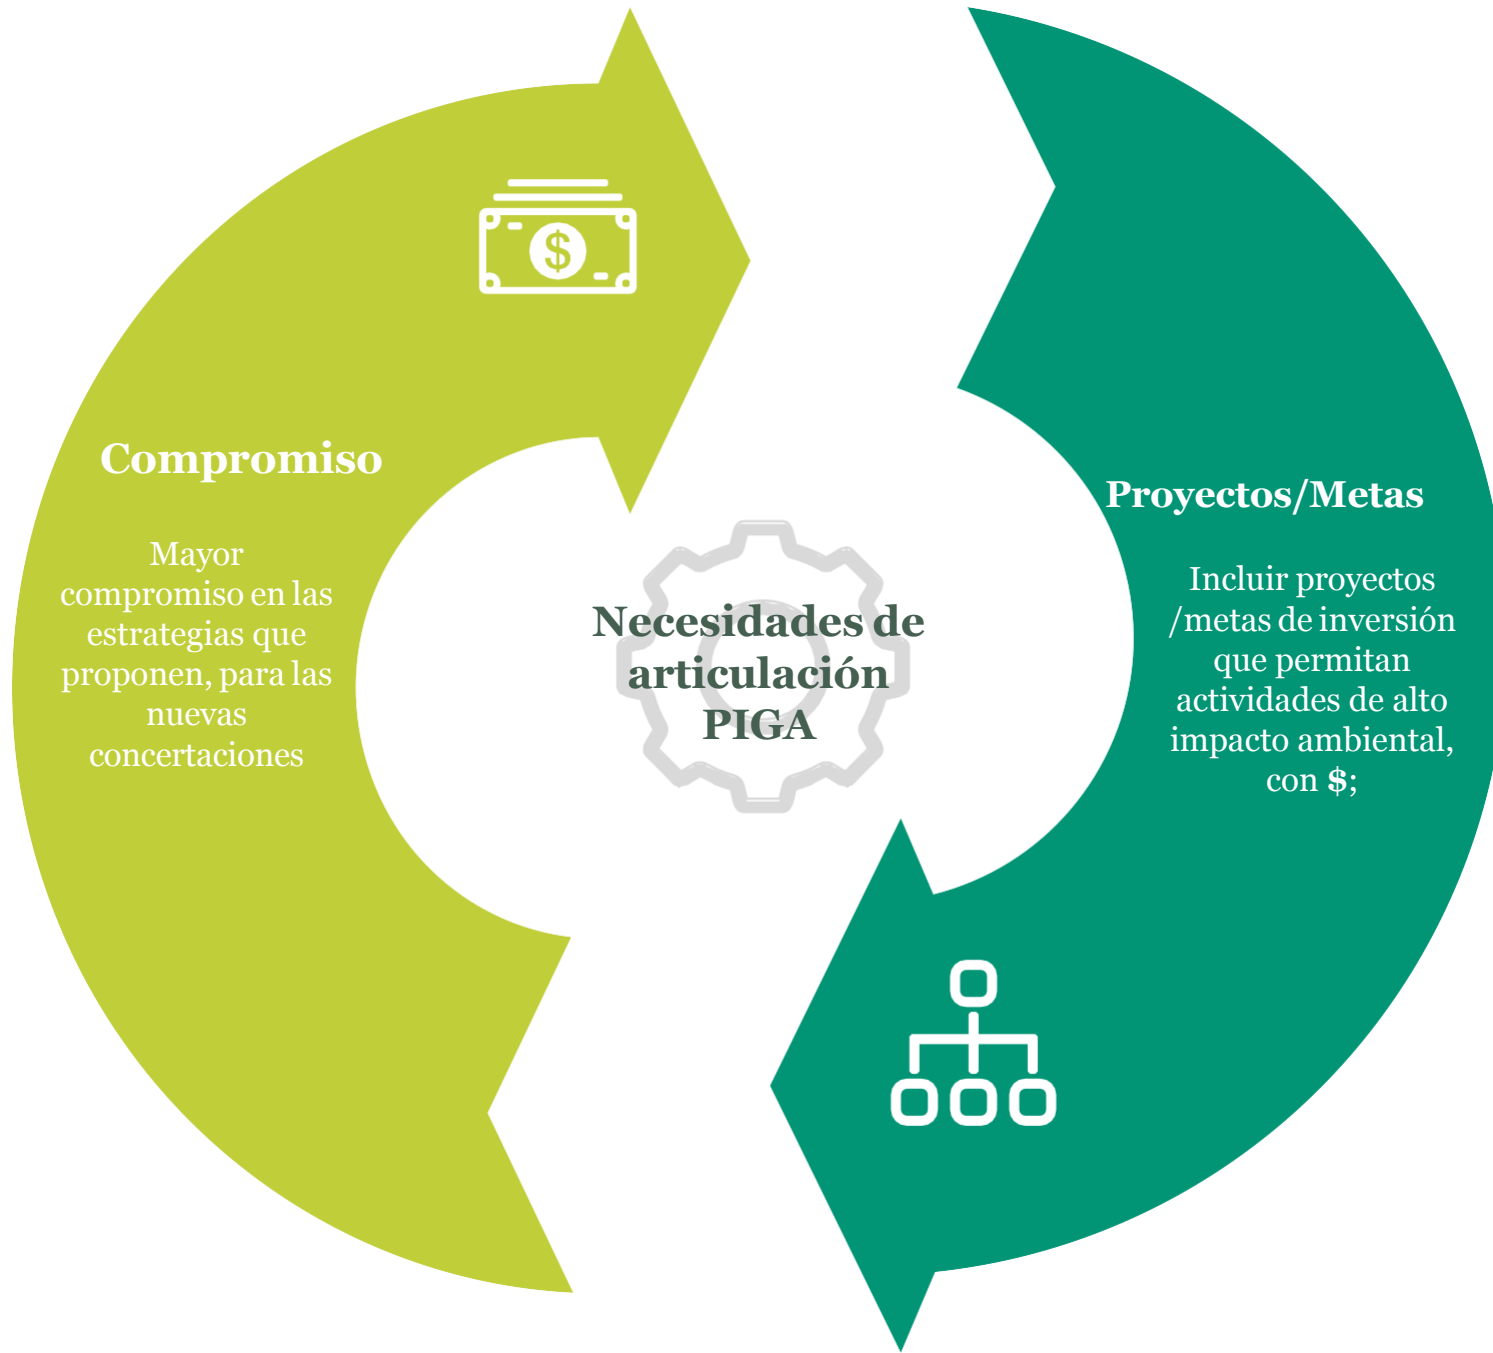 Compromiso
Mayor
compromiso en las
estrategias que
proponen, para las
nuevas
concertaciones
Necesidades de
articulación
PIGA
Proyectos/Metas
Incluir proyectos
/metas de inversión
que permitan
actividades de alto
impacto ambiental,
con $;
$